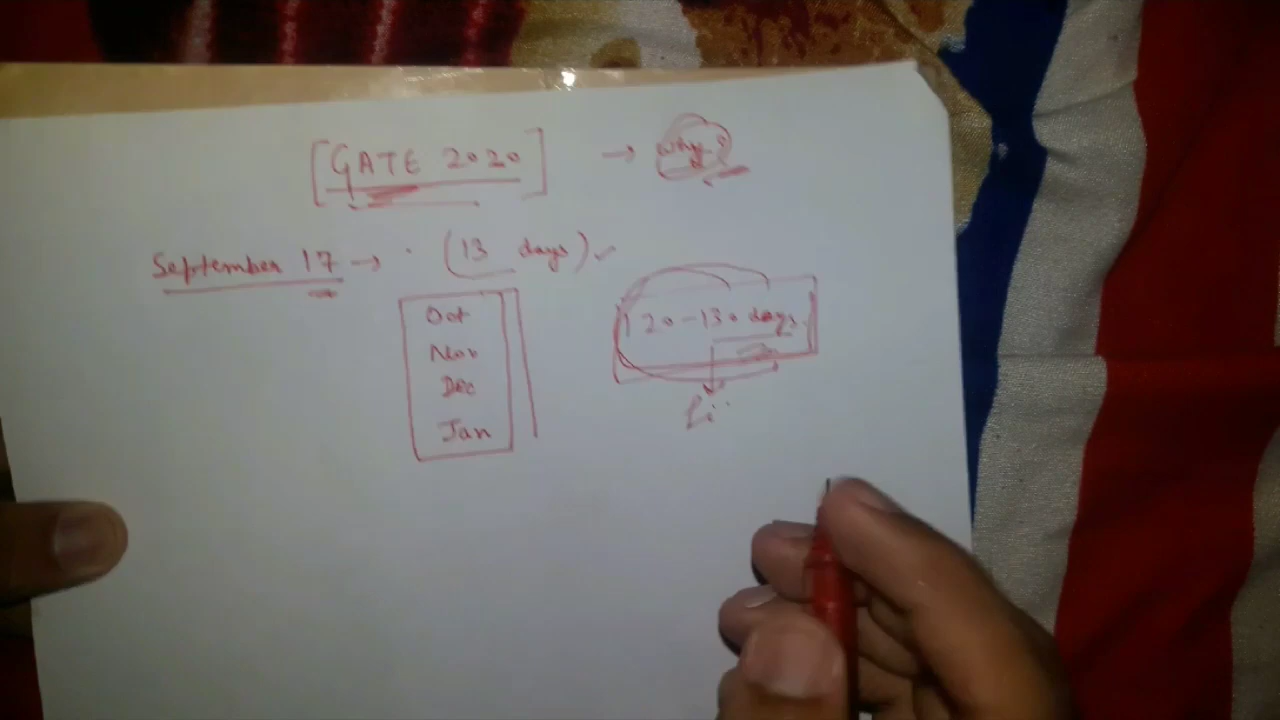 [GATE 2020] → Why?
September 17 → (13 days)
Oct
Nov
Dec
Jan
120-130 days